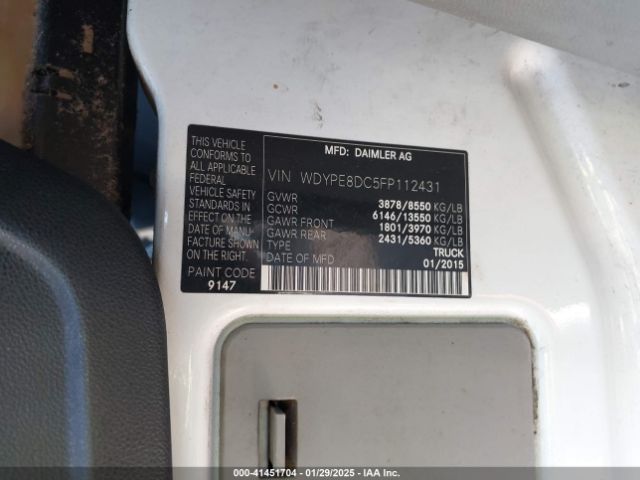 THIS VEHICLE
CONFORMS TO
ALL APPLICABLE
FEDERAL
VEHICLE SAFETY
STANDARDS IN
EFFECT ON THE
DATE OF MANU-
FACTURE SHOWN
ON THE RIGHT.
PAINT CODE
9147
MFD: DAIMLER AG
VIN WDYPE8DC5FP112431
GVWR 3878/8550 KG/LB
GCWR 6146/13550 KG/LB
GAWR FRONT 1801/3970 KG/LB
GAWR REAR 2431/5360 KG/LB
TYPE TRUCK
DATE OF MFD 01/2015
000-41451704 - 01/29/2025 - IAA Inc.